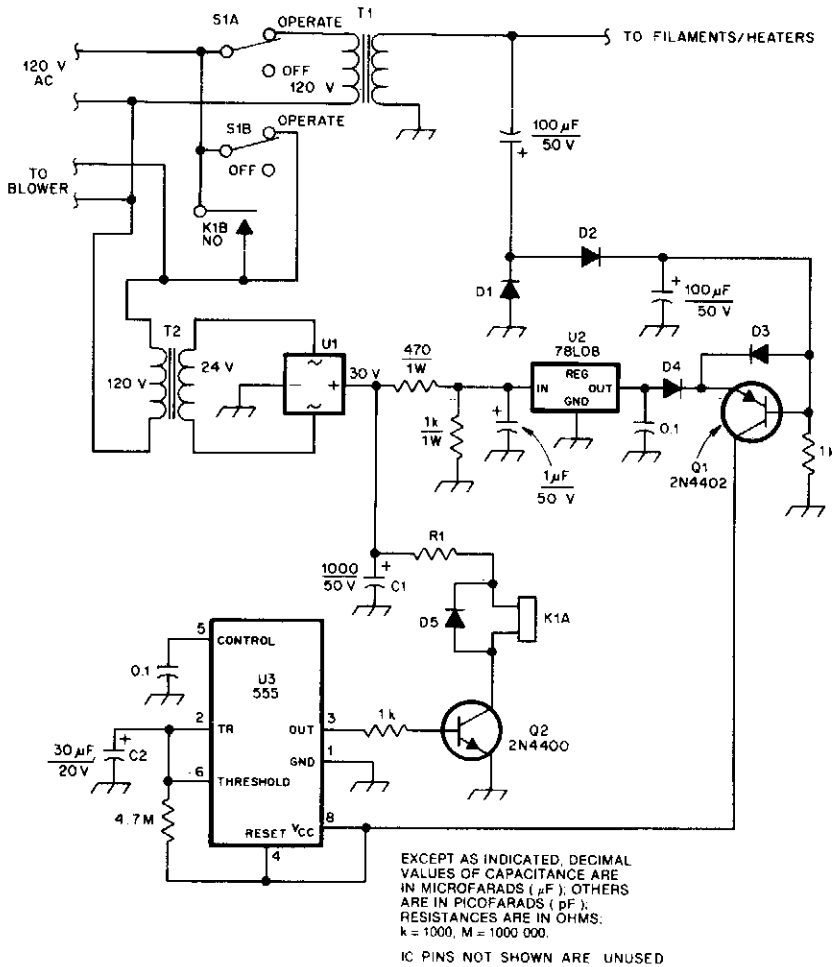 S1A
OPERATE
T1
120 V
AC
OFF
120 V
TO FILAMENTS/HEATERS
S1B
OPERATE
OFF
TO
BLOWER
K1B
NO
100 µF
50 V
+
D2
D1
+
100 µF
50 V
D3
T2
120 V
24 V
U1
~
−
+
~
30 V
470
1W
1k
1W
+
1µF
50 V
U2
78L08
IN
REG
OUT
GND
D4
0.1
Q1
2N4402
1k
R1
1000
50 V
+
C1
D5
K1A
5
CONTROL
0.1
U3
555
2
TR
OUT
3
1k
Q2
2N4400
30 µF
20V
+
C2
6
THRESHOLD
GND
1
4.7M
RESET
VCC
8
4
EXCEPT AS INDICATED, DECIMAL
VALUES OF CAPACITANCE ARE
IN MICROFARADS ( µF ); OTHERS
ARE IN PICOFARADS ( pF );
RESISTANCES ARE IN OHMS;
k = 1000, M = 1000 000.
IC PINS NOT SHOWN ARE UNUSED